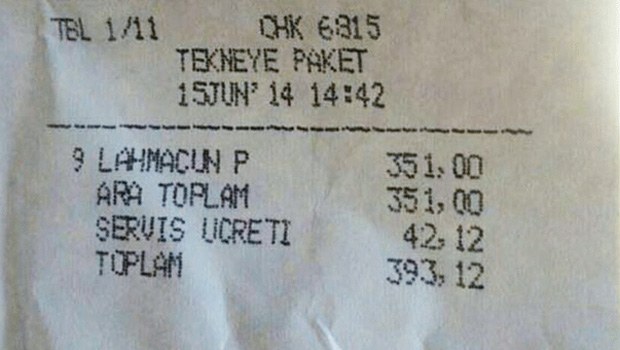 TBL 1/11 CHK 6815
TEKNEYE PAKET
15JUN'14 14:42
9 LAHMACUN P 351,00
ARA TOPLAM 351,00
SERVIS UCRETI 42,12
TOPLAM 393,12